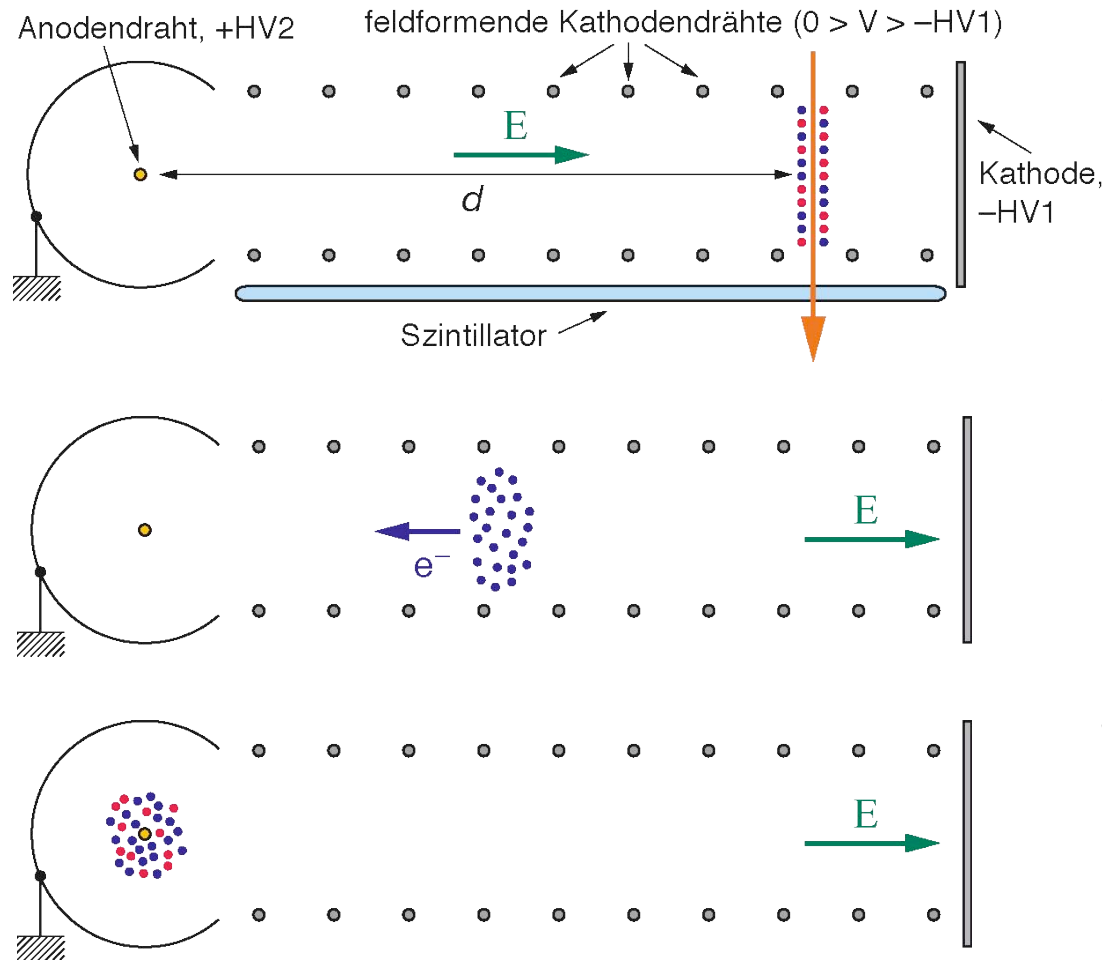 Anodendraht, +HV2
feldformende Kathodendrähte (0 > V > –HV1)
E
d
Kathode,
–HV1
Szintillator
E
e⁻
E